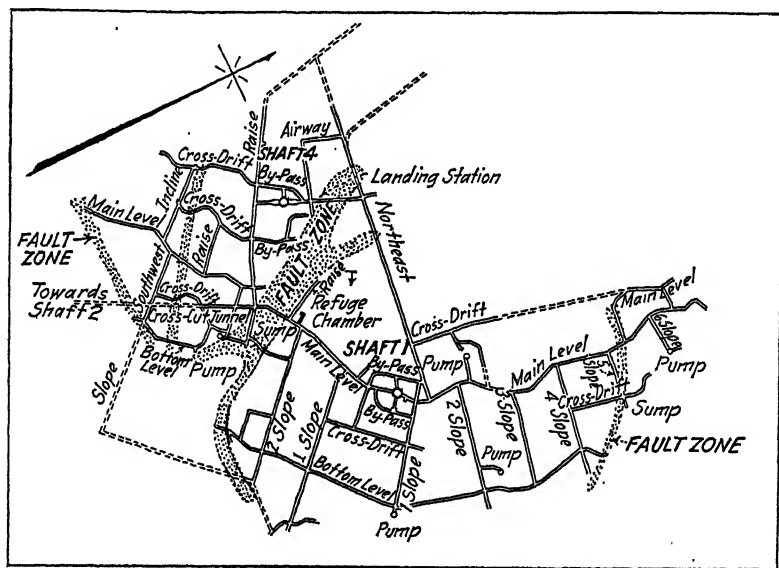 Airway
Raise
SHAFT 4
Cross-Drift
By-Pass
Landing Station
Incline
Cross-Drift
Main Level
Raise
By-Pass
FAULT ZONE
Northeast
FAULT
ZONE
Southwest
Raise
Towards
Shaft 2
Cross-Drift
Cross-Cut Tunnel
Sump
Refuge
Chamber
Main Level
Cross-Drift
SHAFT 1
By-Pass
Main Level
Pump
Main Level
6 Slope
Pump
Bottom
Level
Pump
Slope
5 Slope
Cross-Drift
Sump
By-Pass
2 Slope
3 Slope
4 Slope
2 Slope
1 Slope
Cross-Drift
1 Slope
Pump
FAULT ZONE
Bottom Level
Pump